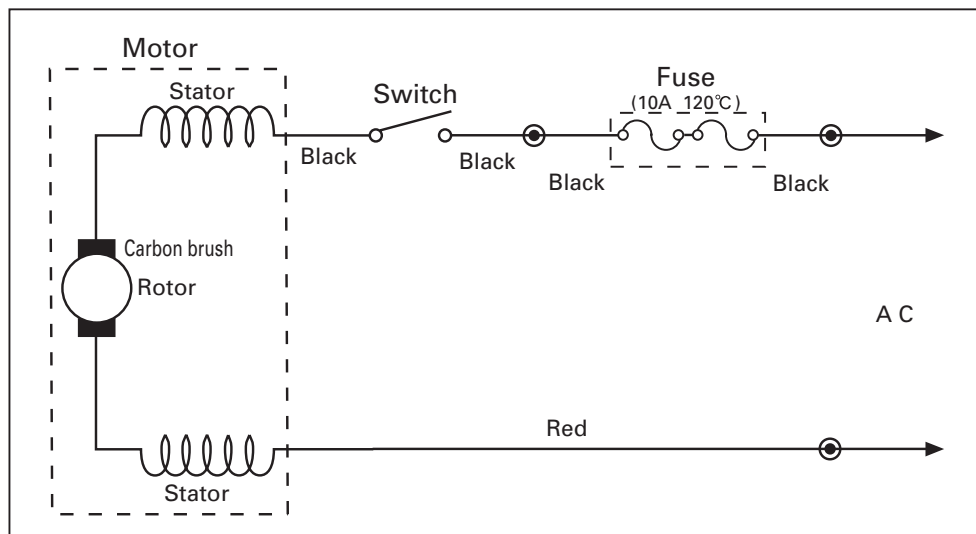 Motor
Stator
Switch
Fuse
(10A 120℃)
Black
Black
Black
Black
Carbon brush
Rotor
A C
Red
Stator